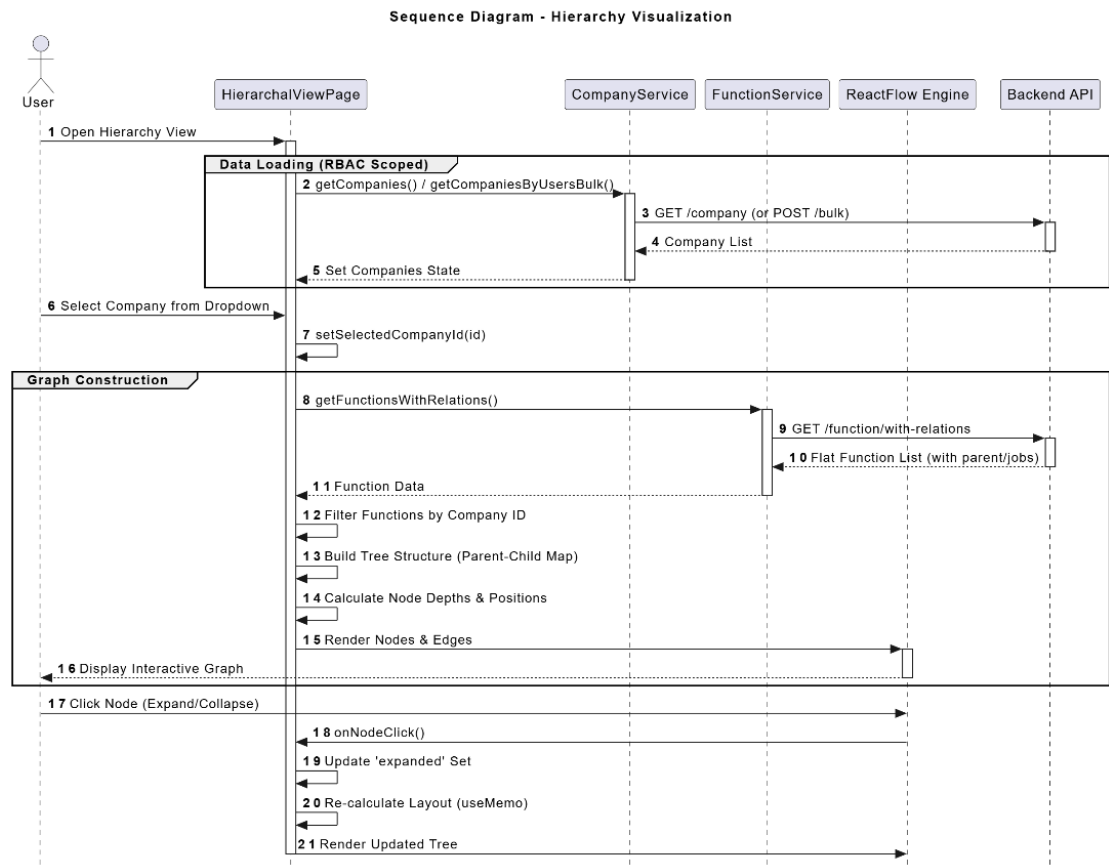 Sequence Diagram - Hierarchy Visualization
User
HierarchalViewPage
CompanyService
FunctionService
ReactFlow Engine
Backend API
1 Open Hierarchy View
Data Loading (RBAC Scoped)
2 getCompanies() / getCompaniesByUsersBulk()
3 GET /company (or POST /bulk)
4 Company List
5 Set Companies State
6 Select Company from Dropdown
7 setSelectedCompanyId(id)
Graph Construction
8 getFunctionsWithRelations()
9 GET /function/with-relations
10 Flat Function List (with parent/jobs)
11 Function Data
12 Filter Functions by Company ID
13 Build Tree Structure (Parent-Child Map)
14 Calculate Node Depths & Positions
15 Render Nodes & Edges
16 Display Interactive Graph
17 Click Node (Expand/Collapse)
18 onNodeClick()
19 Update 'expanded' Set
20 Re-calculate Layout (useMemo)
21 Render Updated Tree